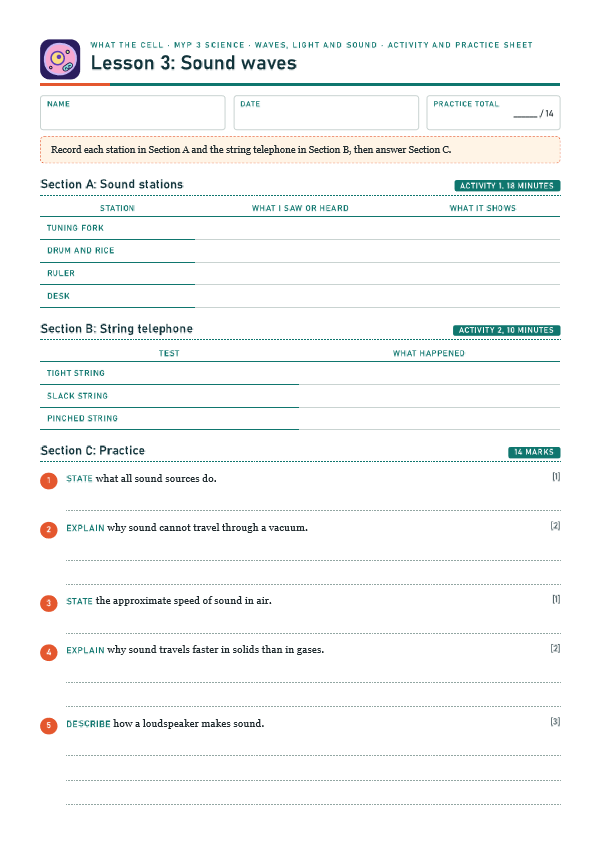 WHAT THE CELL · MYP 3 SCIENCE · WAVES, LIGHT AND SOUND · ACTIVITY AND PRACTICE SHEET
Lesson 3: Sound waves
NAME
DATE
PRACTICE TOTAL
_____ / 14
Record each station in Section A and the string telephone in Section B, then answer Section C.
Section A: Sound stations
ACTIVITY 1, 18 MINUTES
STATION WHAT I SAW OR HEARD WHAT IT SHOWS
TUNING FORK
DRUM AND RICE
RULER
DESK
Section B: String telephone
ACTIVITY 2, 10 MINUTES
TEST WHAT HAPPENED
TIGHT STRING
SLACK STRING
PINCHED STRING
Section C: Practice
14 MARKS
1 STATE what all sound sources do. [1]
2 EXPLAIN why sound cannot travel through a vacuum. [2]
3 STATE the approximate speed of sound in air. [1]
4 EXPLAIN why sound travels faster in solids than in gases. [2]
5 DESCRIBE how a loudspeaker makes sound. [3]